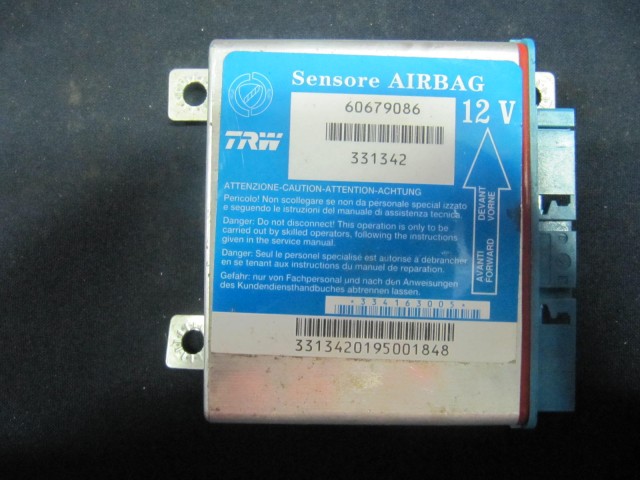 Sensore AIRBAG
60679086
12 V
TRW
331342
ATTENZIONE-CAUTION-ATTENTION-ACHTUNG
Pericolo! Non scollegare se non da personale specializzato
e seguendo le istruzioni del manuale di assistenza tecnica.
Danger: Do not disconnect! This operation is only to be
carried out by skilled operators, following the instructions
given in the service manual.
Danger: Seul le personel specialisé est autorisé a debrancher
en se tenant aux instructions du manuel de reparation.
Gefahr: nur von Fachpersonal und nach den Anweisungen
des Kundendiensthandbuches abtrennen lassen.
AVANTI DEVANT
FORWARD VORNE
*334163005*
3313420195001848